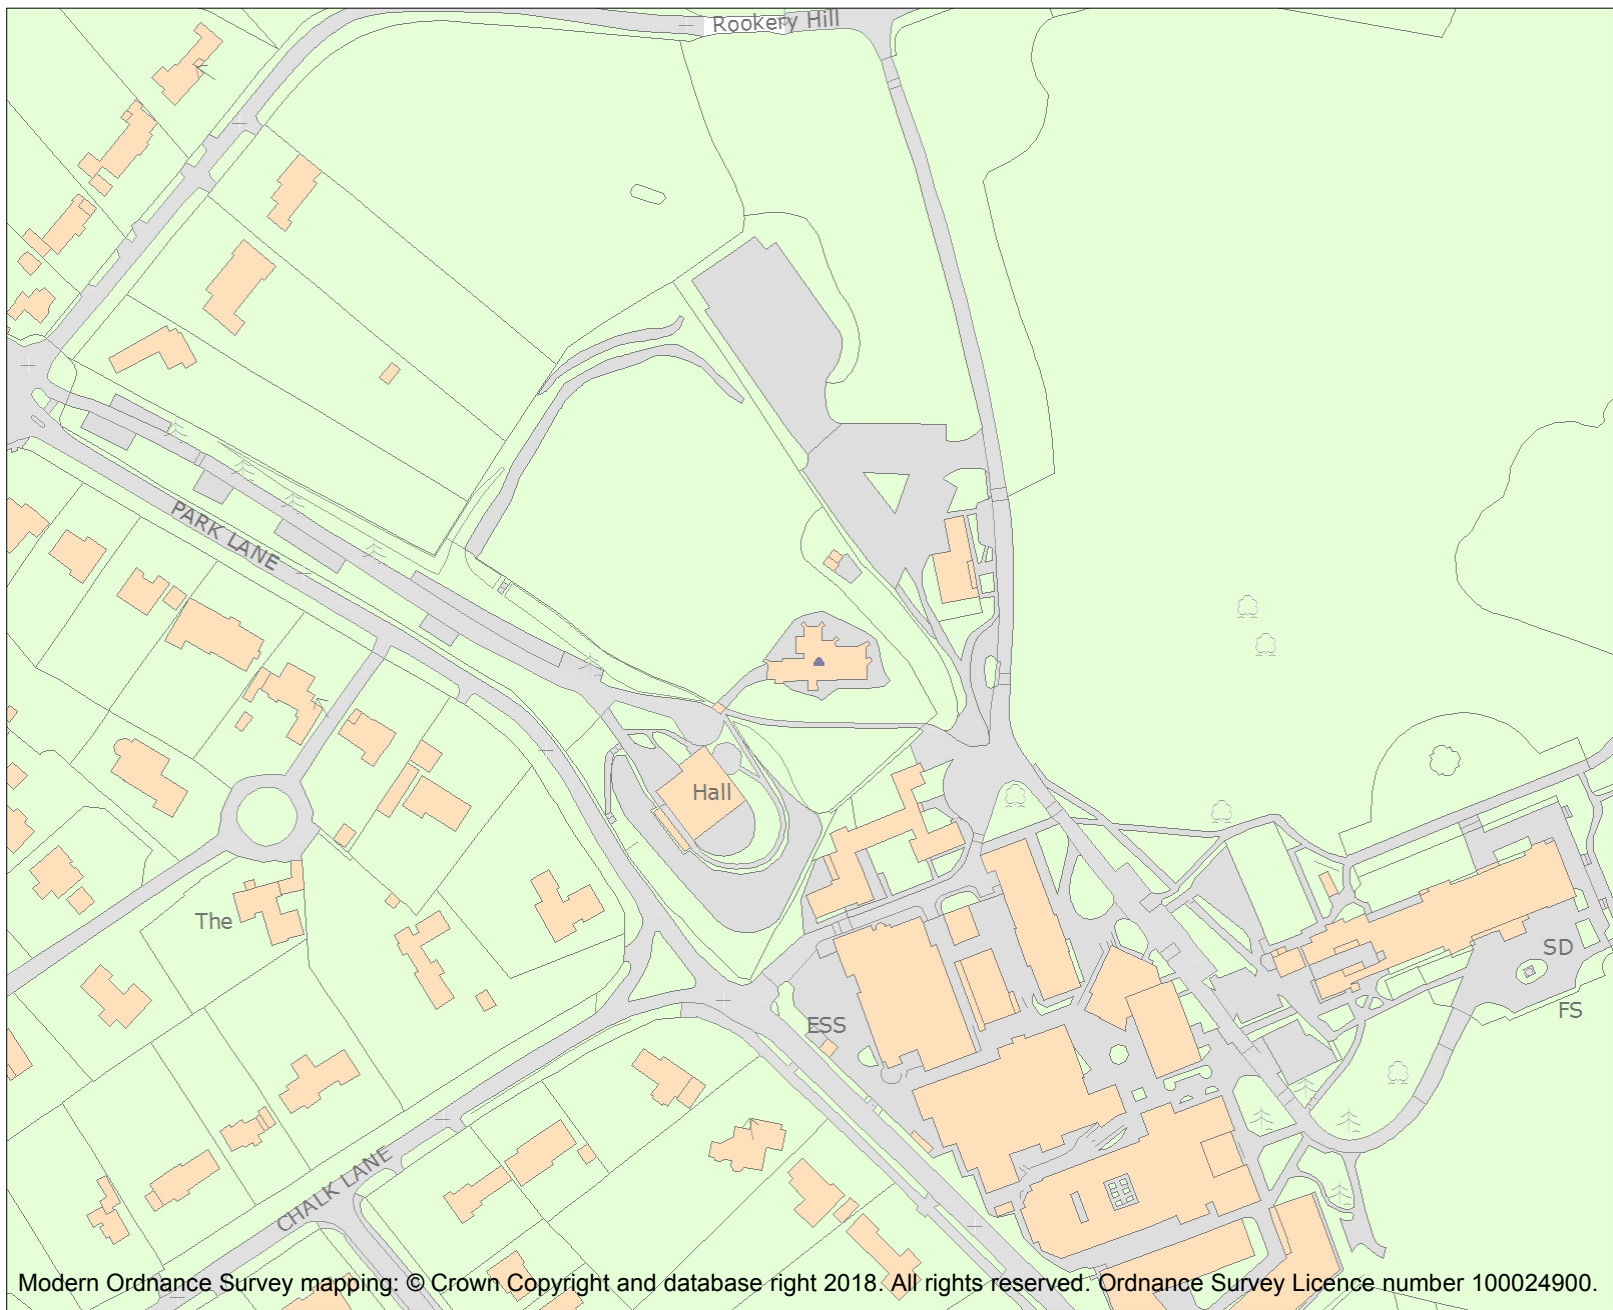 Rookery Hill
PARK LANE
Hall
The
SD
FS
ESS
CHALK LANE
Modern Ordnance Survey mapping: © Crown Copyright and database right 2018. All rights reserved. Ordnance Survey Licence number 100024900.